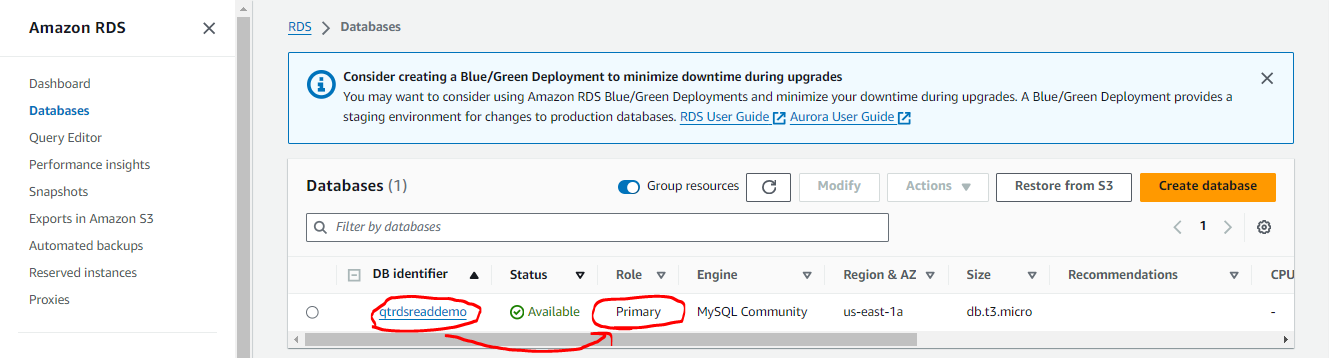 Amazon RDS
Dashboard
Databases
Query Editor
Performance insights
Snapshots
Exports in Amazon S3
Automated backups
Reserved instances
Proxies
RDS > Databases
Consider creating a Blue/Green Deployment to minimize downtime during upgrades
You may want to consider using Amazon RDS Blue/Green Deployments and minimize your downtime during upgrades. A Blue/Green Deployment provides a
staging environment for changes to production databases. RDS User Guide Aurora User Guide
Databases (1)
Group resources
Modify
Actions
Restore from S3
Create database
Filter by databases
1
DB identifier Status Role Engine Region & AZ Size Recommendations CPU
qtrdsreaddemo Available Primary MySQL Community us-east-1a db.t3.micro -